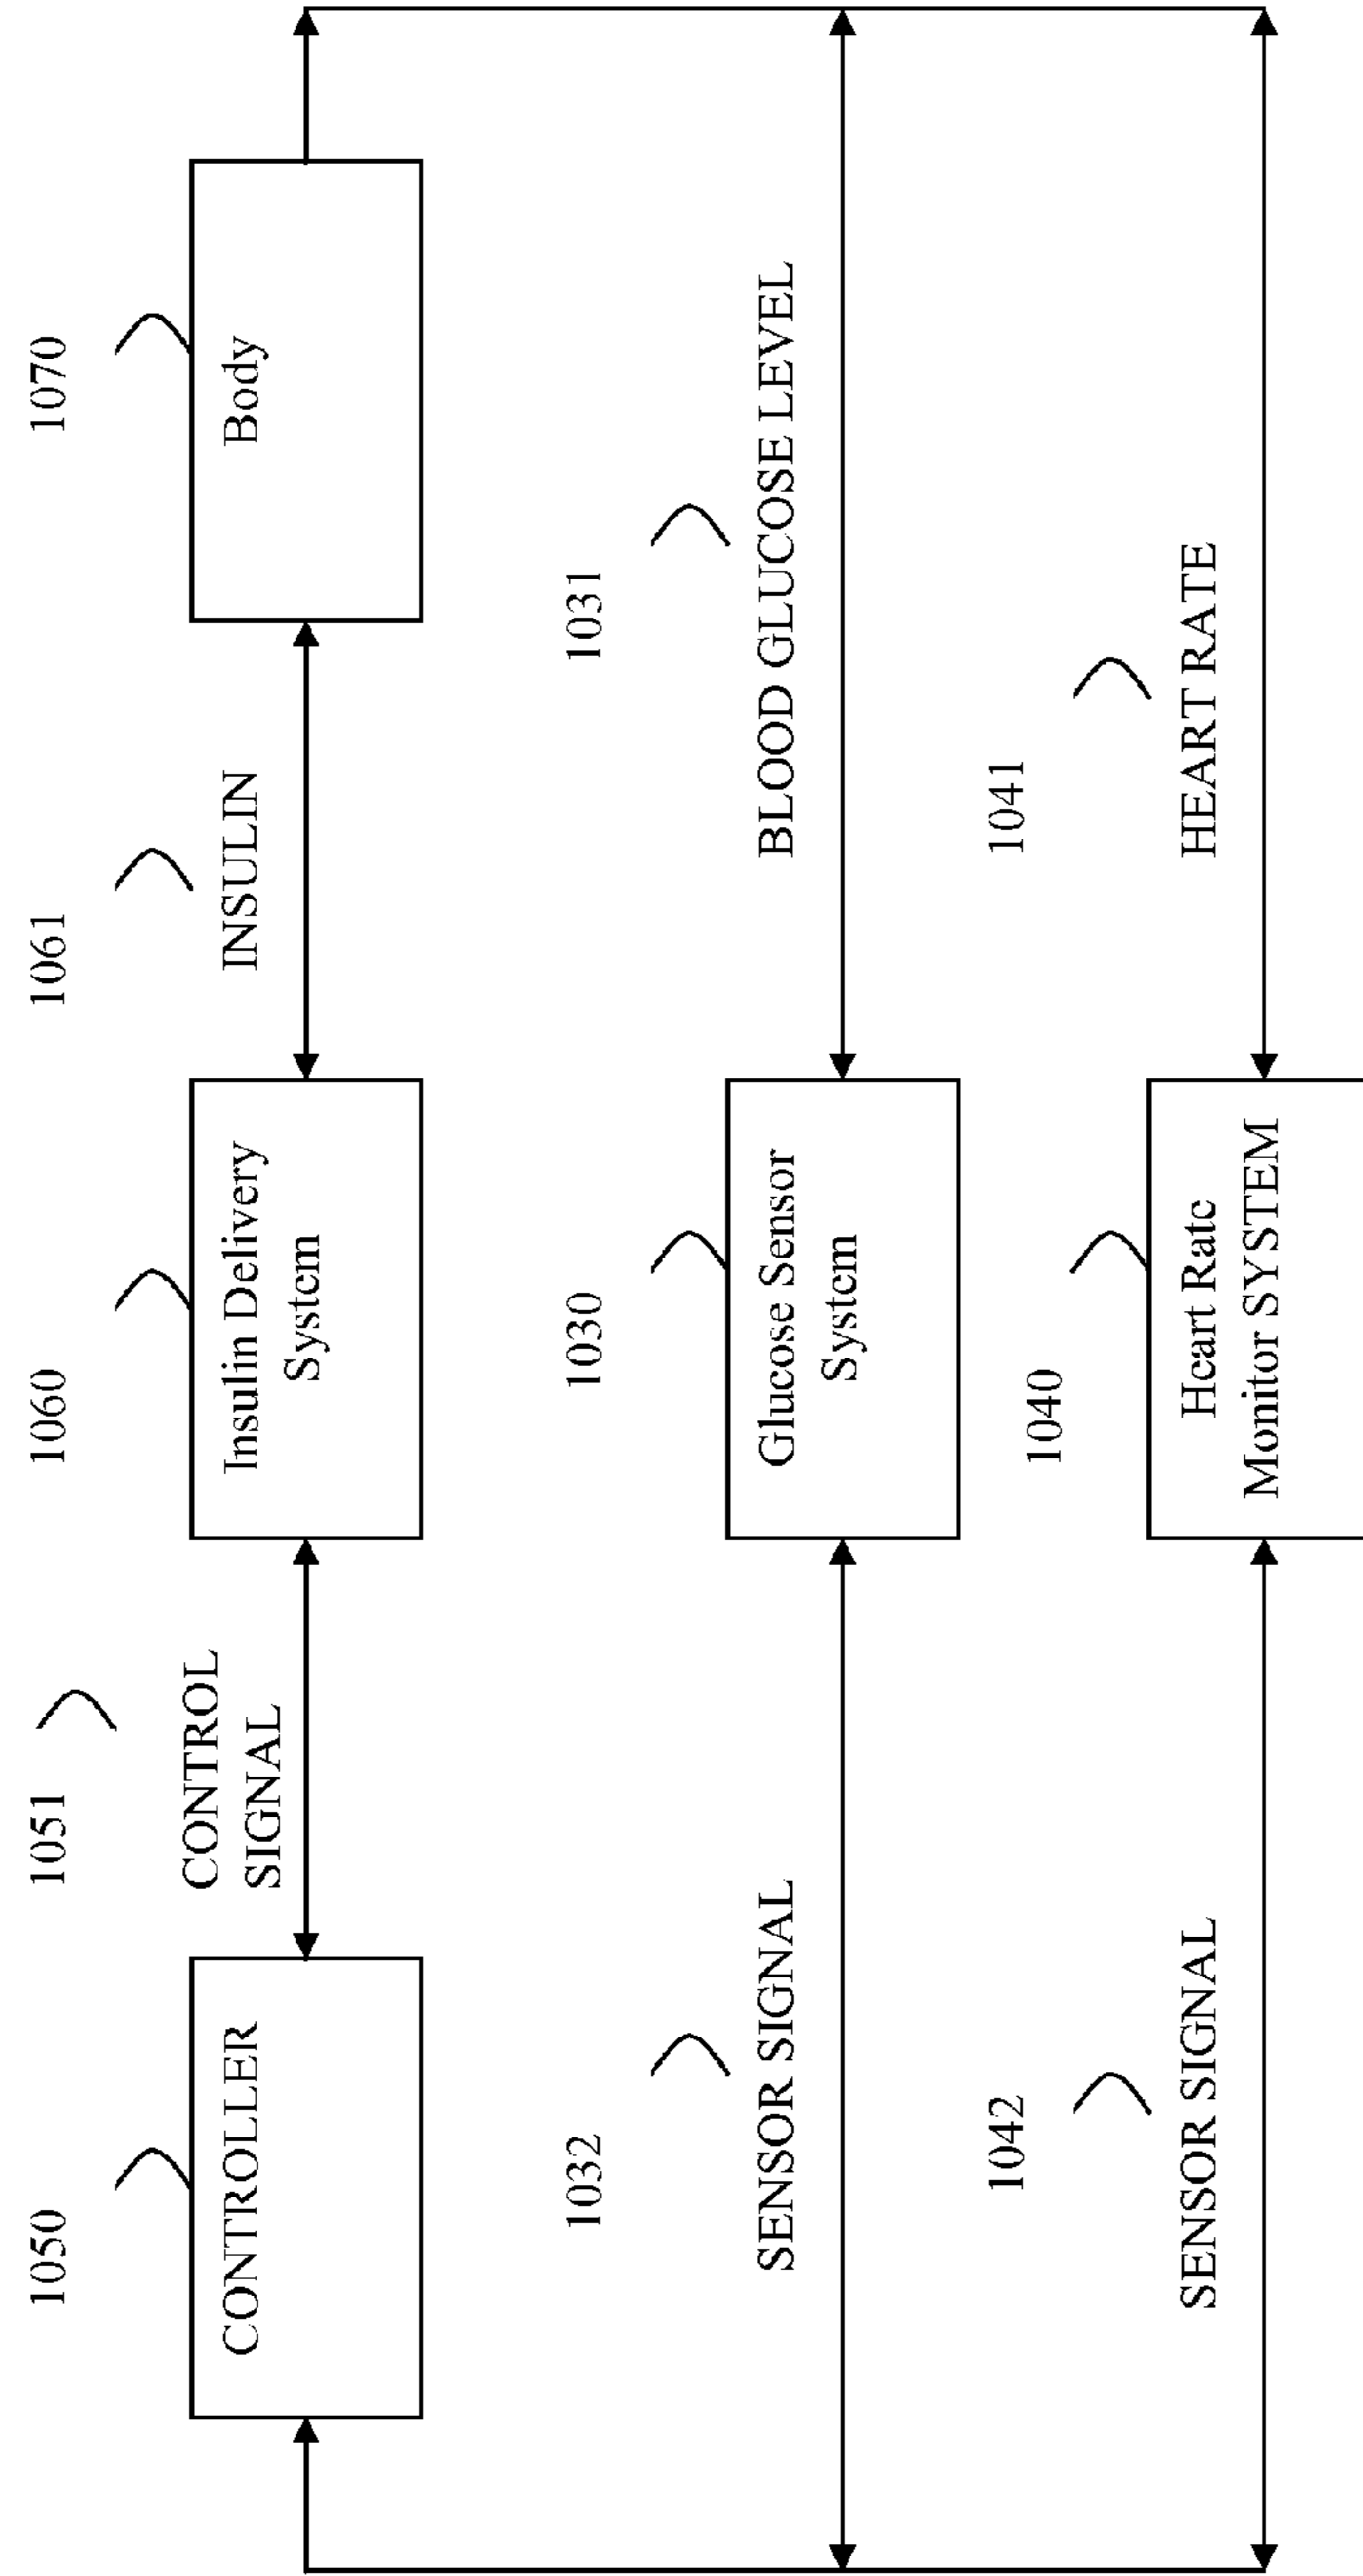 1050
1051
1060
1061
1070
CONTROLLER
CONTROL
SIGNAL
Insulin Delivery
System
INSULIN
Body
1032
1030
1031
SENSOR SIGNAL
Glucose Sensor
System
BLOOD GLUCOSE LEVEL
1042
1040
1041
SENSOR SIGNAL
Heart Rate
Monitor SYSTEM
HEART RATE